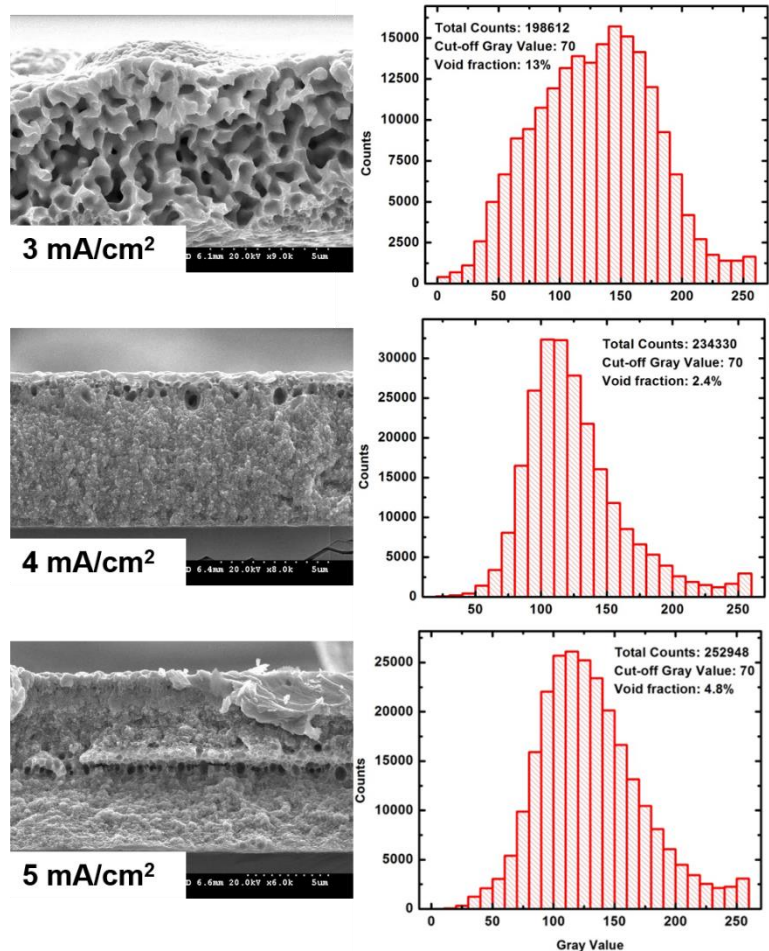 Total Counts: 198612
Cut-off Gray Value: 70
Void fraction: 13%
15000
12500
10000
7500
5000
2500
Counts
0 50 100 150 200 250
3 mA/cm²
D 6.1mm 20.0kV x9.0k 5um
Total Counts: 234330
Cut-off Gray Value: 70
Void fraction: 2.4%
30000
25000
20000
15000
10000
5000
0
Counts
50 100 150 200 250
4 mA/cm²
D 6.4mm 20.0kV x8.0k 5um
Total Counts: 252948
Cut-off Gray Value: 70
Void fraction: 4.8%
25000
20000
15000
10000
5000
0
Counts
0 50 100 150 200 250
Gray Value
5 mA/cm²
D 6.6mm 20.0kV x6.0k 5um